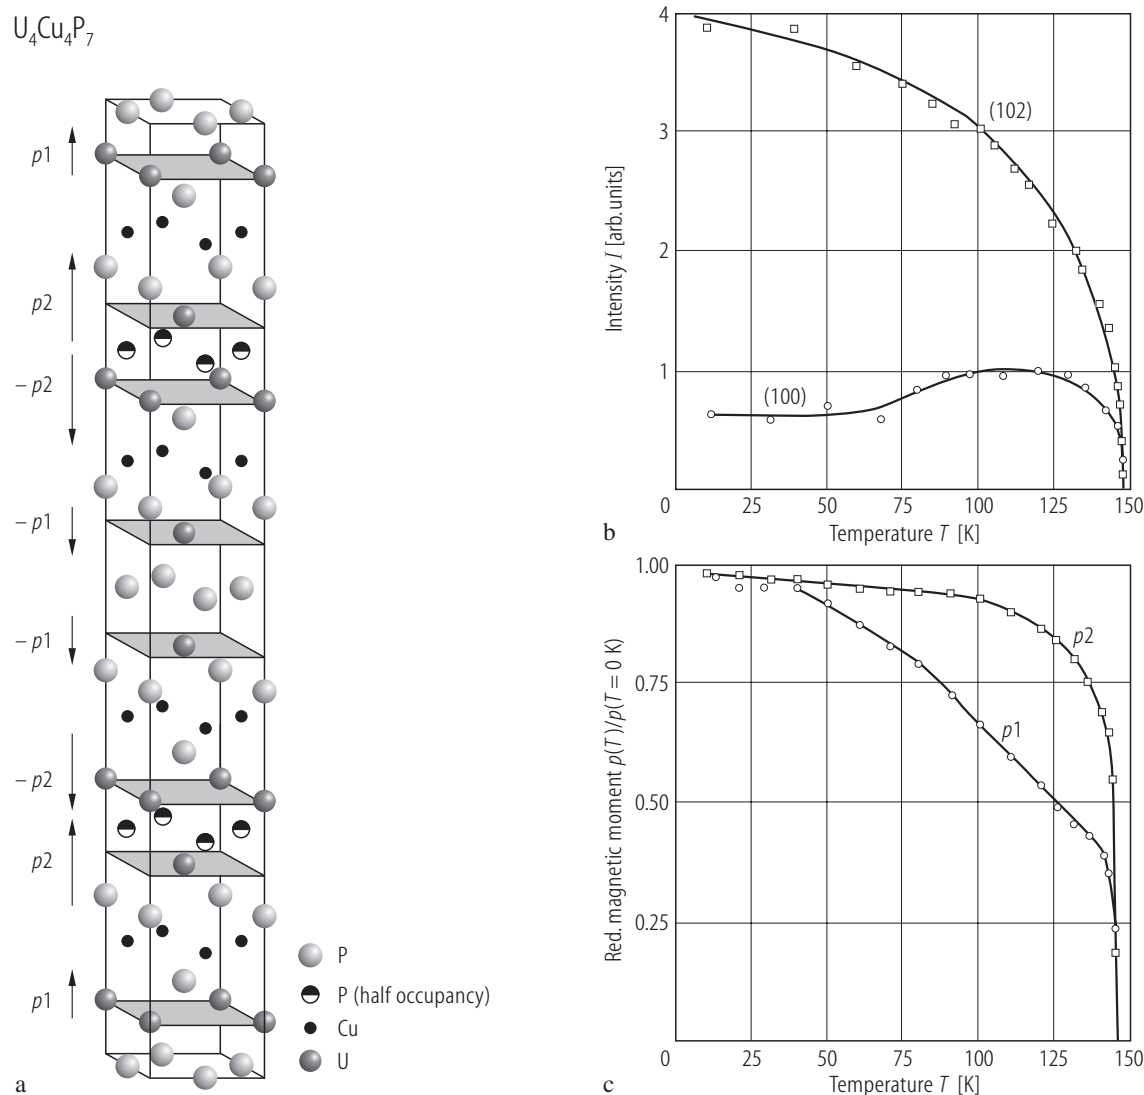 U4Cu4P7
p1
p2
– p2
– p1
– p1
– p2
p2
p1
P
P (half occupancy)
Cu
U
a
4
3
2
1
0
25
50
75
100
125
150
(102)
(100)
Intensity I [arb.units]
Temperature T [K]
b
1.00
0.75
0.50
0.25
0
25
50
75
100
125
150
p2
p1
Red. magnetic moment p(T)/p(T = 0 K)
Temperature T [K]
c